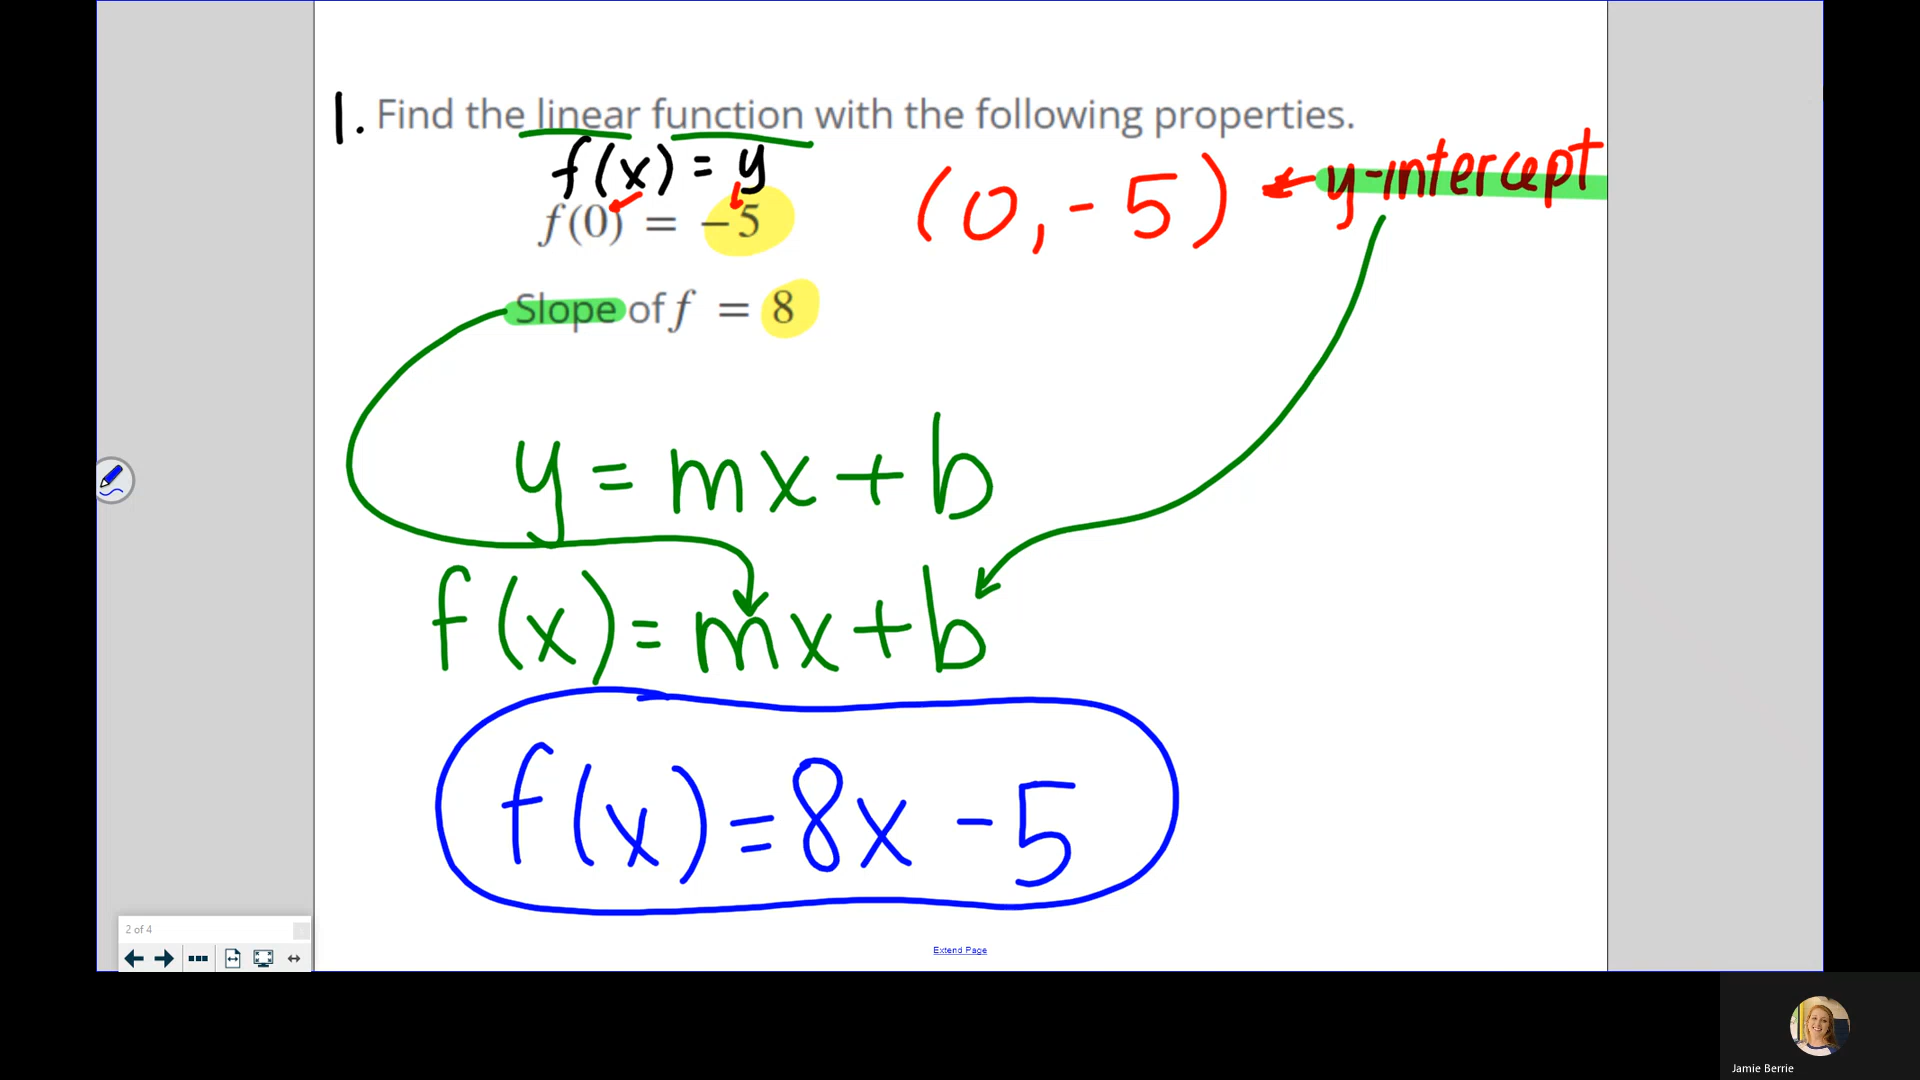 1. Find the linear function with the following properties.
f(x) = y
f(0) = −5
(0, -5) ← y-intercept
Slope of f = 8
y = mx + b
f(x) = mx + b
f(x) = 8x - 5
2 of 4
Extend Page
Jamie Berrie